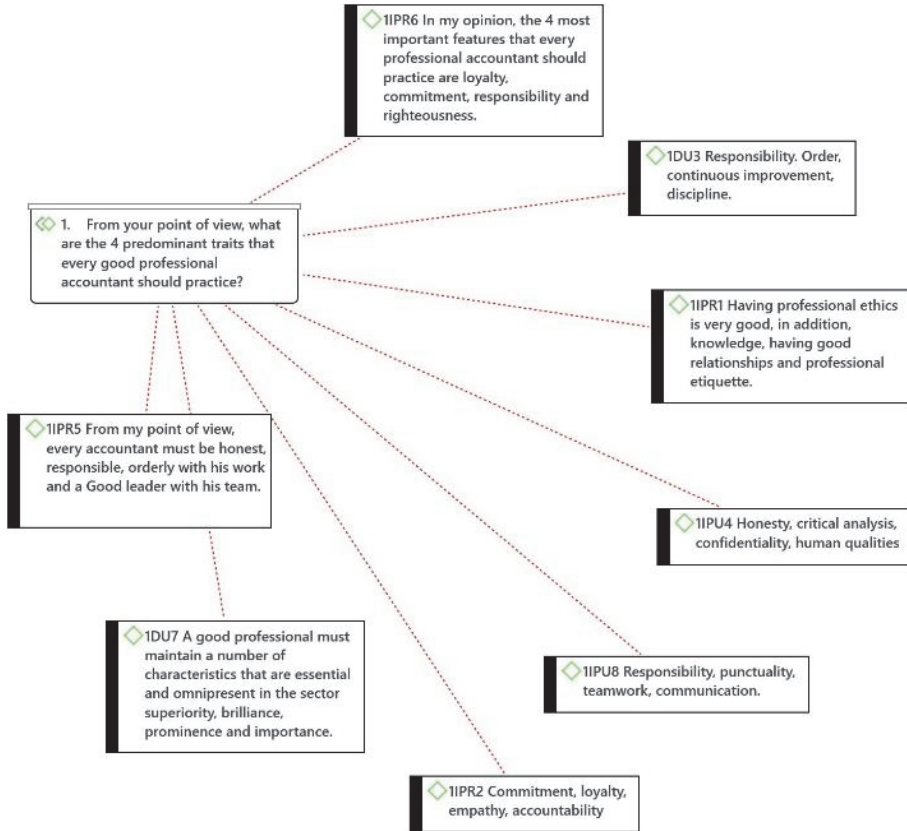 1IPR6 In my opinion, the 4 most
important features that every
professional accountant should
practice are loyalty,
commitment, responsibility and
righteousness.
1DU3 Responsibility. Order,
continuous improvement,
discipline.
1. From your point of view, what
are the 4 predominant traits that
every good professional
accountant should practice?
1IPR1 Having professional ethics
is very good, in addition,
knowledge, having good
relationships and professional
etiquette.
1IPR5 From my point of view,
every accountant must be honest,
responsible, orderly with his work
and a Good leader with his team.
1IPU4 Honesty, critical analysis,
confidentiality, human qualities
1DU7 A good professional must
maintain a number of
characteristics that are essential
and omnipresent in the sector
superiority, brilliance,
prominence and importance.
1IPU8 Responsibility, punctuality,
teamwork, communication.
1IPR2 Commitment, loyalty,
empathy, accountability